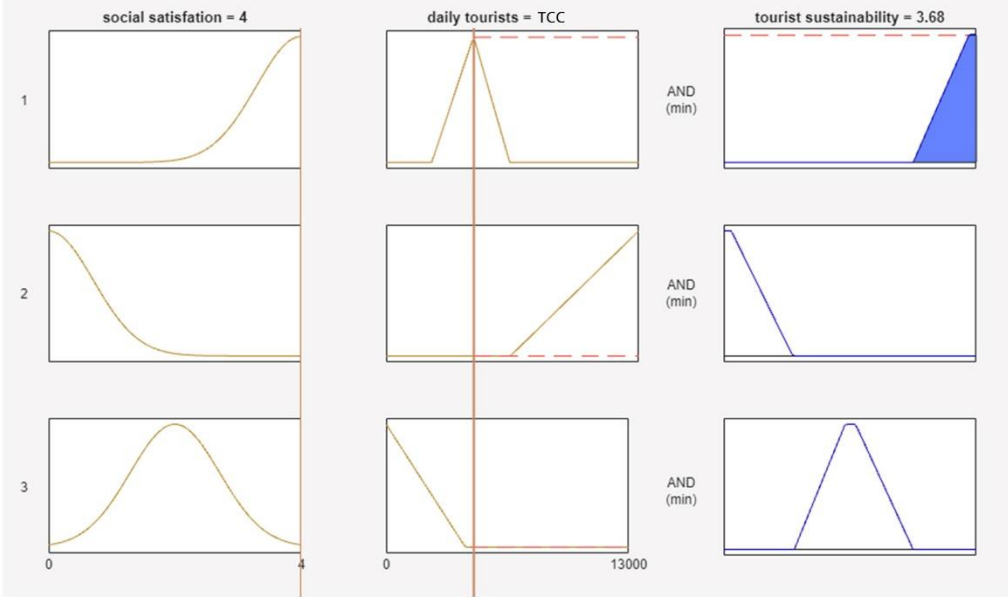 social satisfation = 4
daily tourists = TCC
tourist sustainability = 3.68
1
AND
(min)
2
AND
(min)
3
AND
(min)
0
4
0
13000